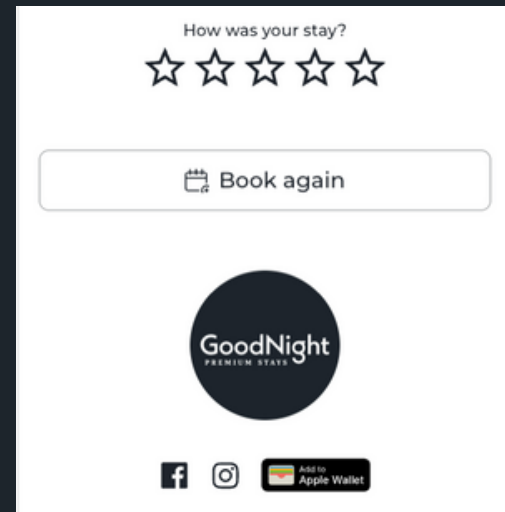 How was your stay?
Book again
GoodNight
PREMIUM STAYS
Add to
Apple Wallet